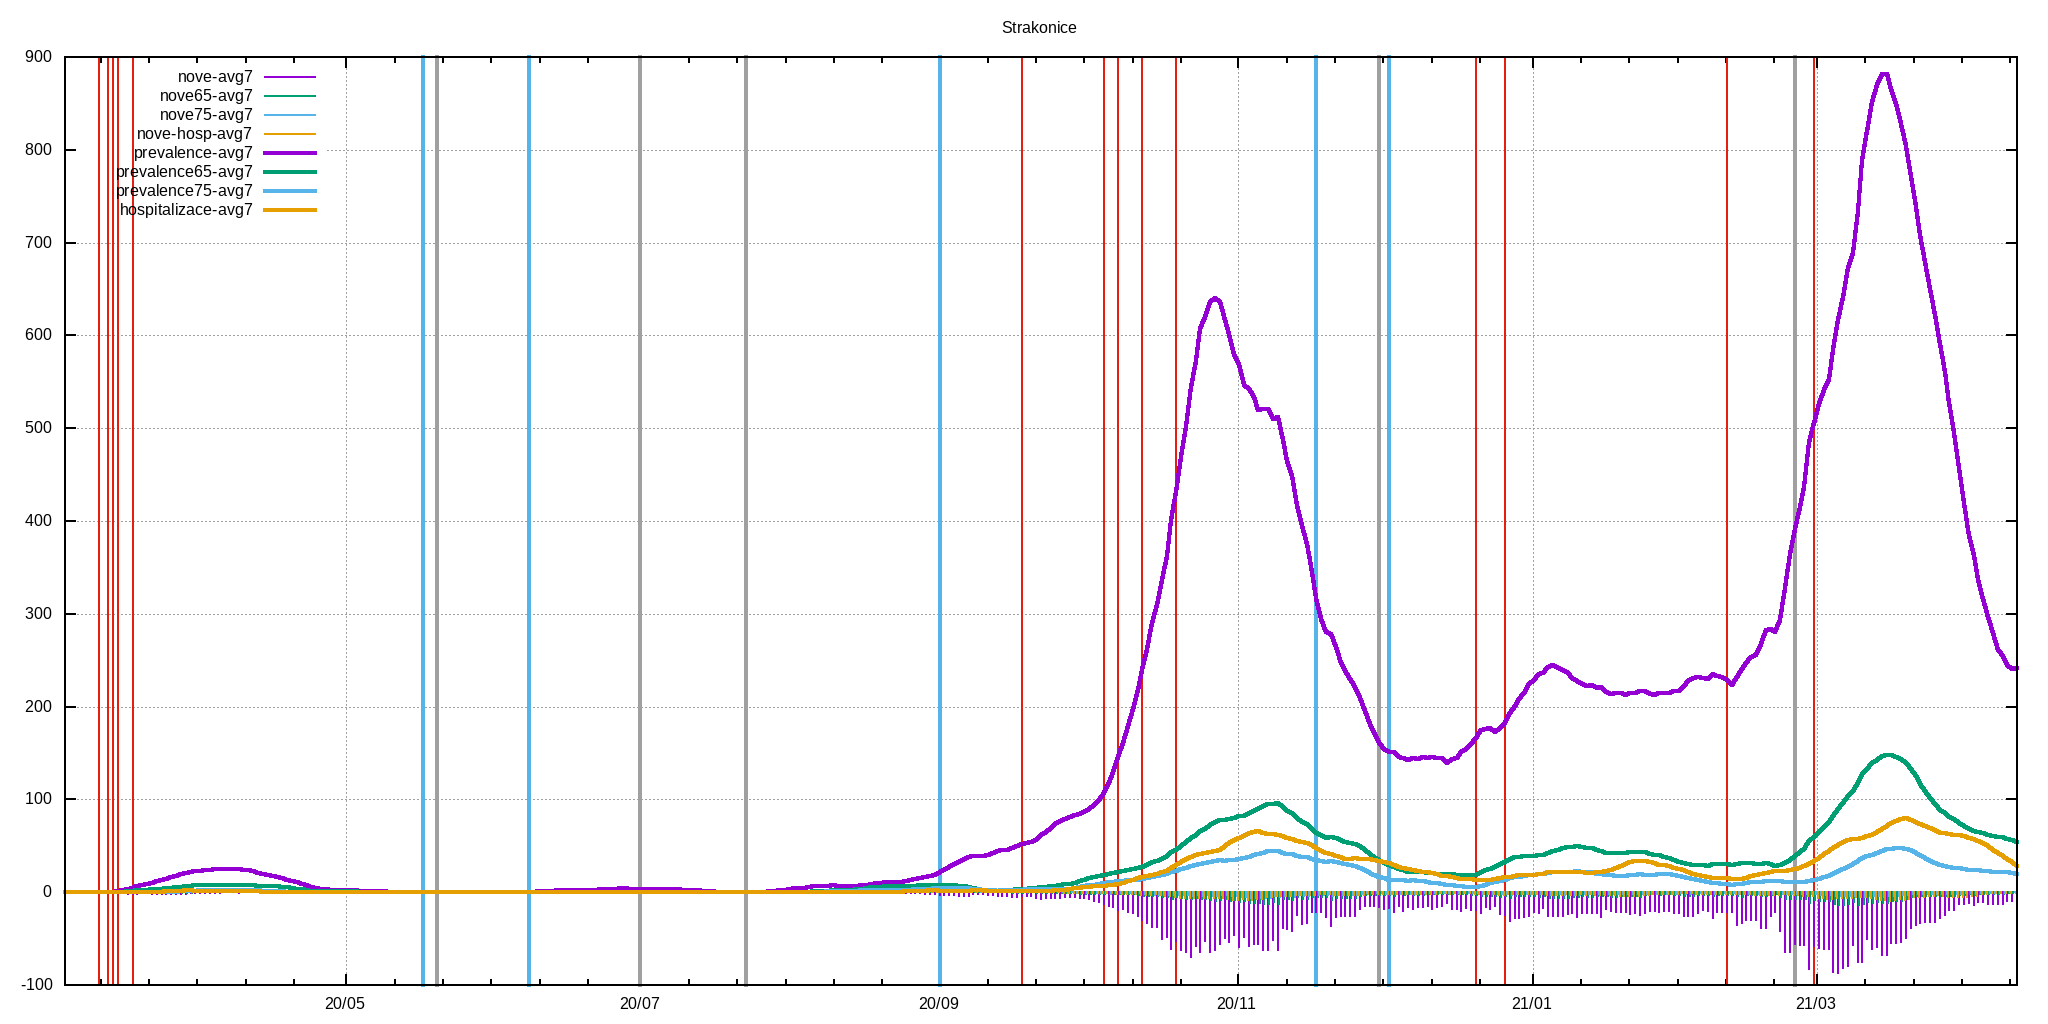 Strakonice
900
800
700
600
500
400
300
200
100
0
-100
nove-avg7
nove65-avg7
nove75-avg7
nove-hosp-avg7
prevalence-avg7
prevalence65-avg7
prevalence75-avg7
hospitalizace-avg7
20/05 20/07 20/09 20/11 21/01 21/03